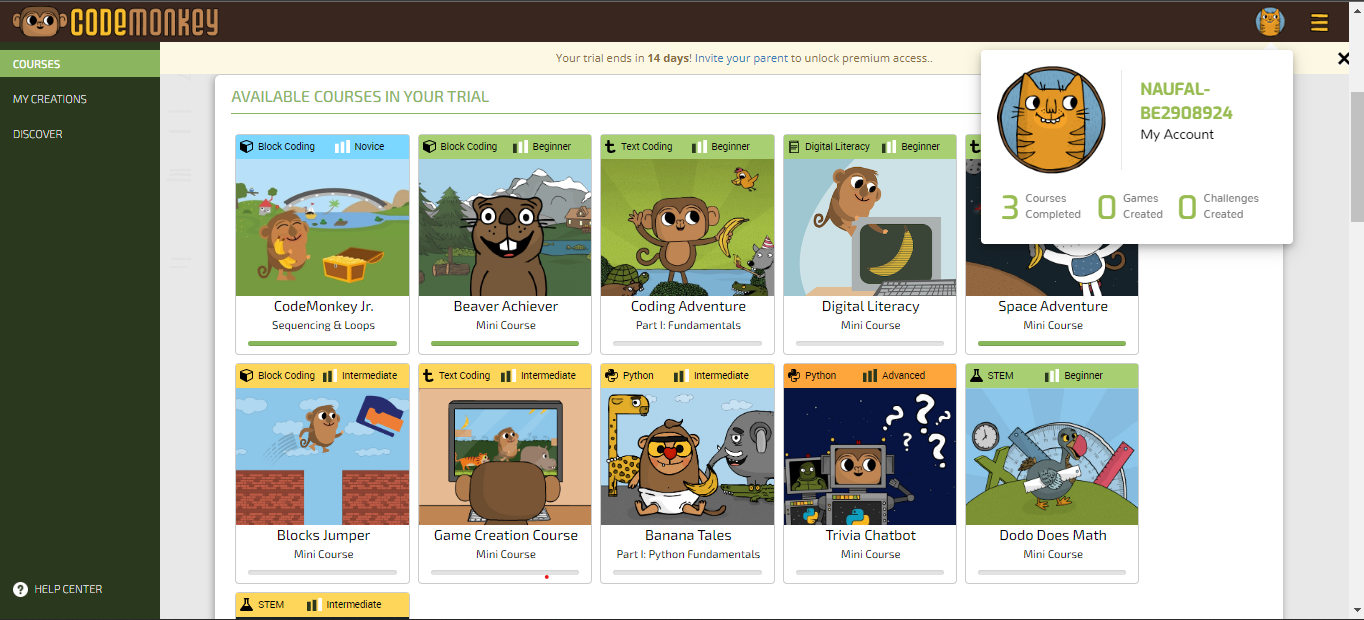 CODEMONKEY
COURSES
MY CREATIONS
DISCOVER
HELP CENTER
Your trial ends in 14 days! Invite your parent to unlock premium access..
NAUFAL-
BE2908924
My Account
3 Courses Completed
0 Games Created
0 Challenges Created
AVAILABLE COURSES IN YOUR TRIAL
Block Coding Novice
CodeMonkey Jr.
Sequencing & Loops
Block Coding Beginner
Beaver Achiever
Mini Course
Text Coding Beginner
Coding Adventure
Part I: Fundamentals
Digital Literacy Beginner
Digital Literacy
Mini Course
Space Adventure
Mini Course
Block Coding Intermediate
Blocks Jumper
Mini Course
Text Coding Intermediate
Game Creation Course
Mini Course
Python Intermediate
Banana Tales
Part I: Python Fundamentals
Python Advanced
Trivia Chatbot
Mini Course
STEM Beginner
Dodo Does Math
Mini Course
STEM Intermediate